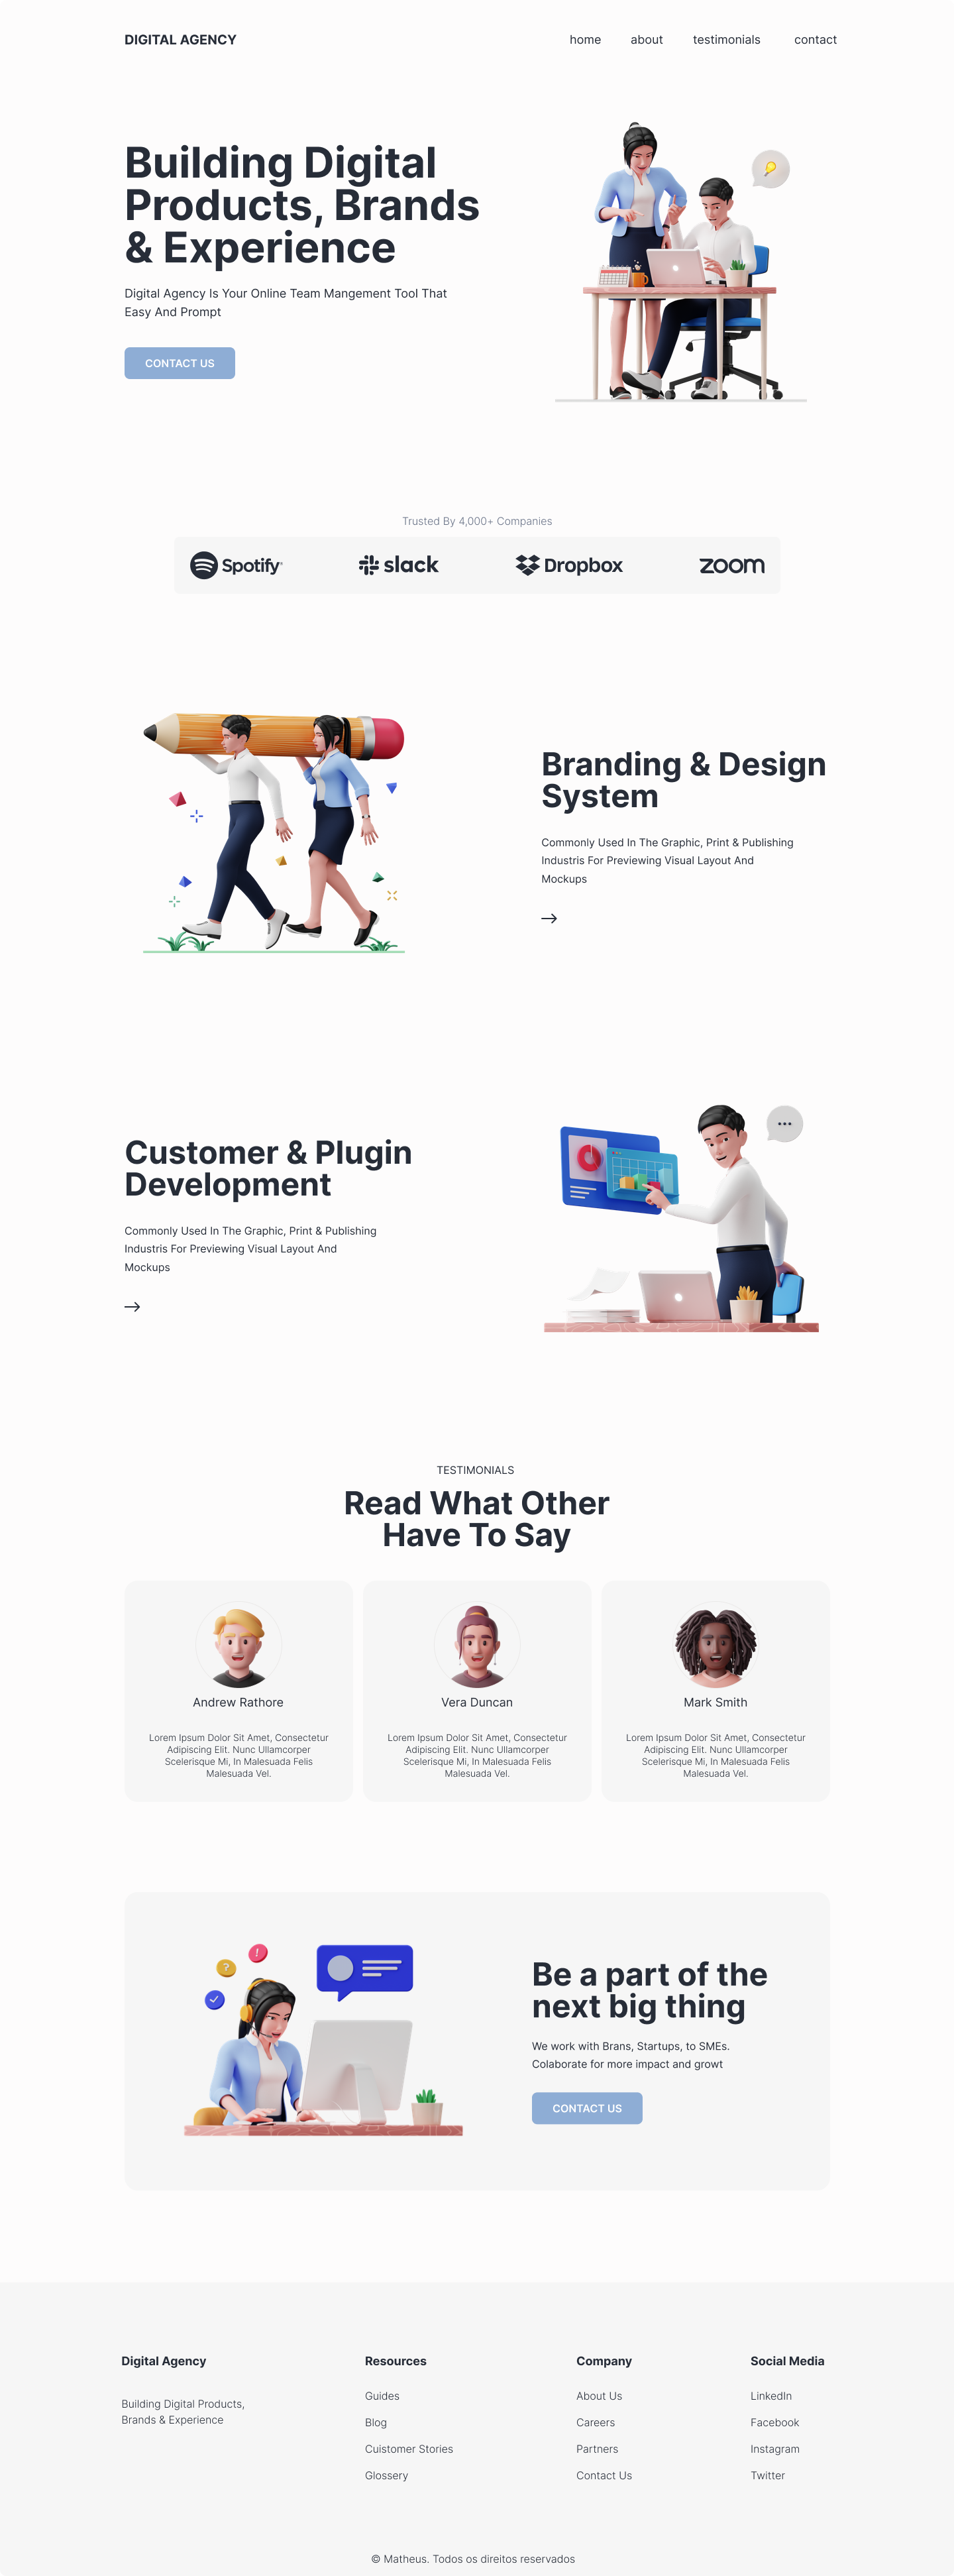 DIGITAL AGENCY
home about testimonials contact
Building Digital
Products, Brands
& Experience
Digital Agency Is Your Online Team Mangement Tool That
Easy And Prompt
CONTACT US
Trusted By 4,000+ Companies
Spotify slack Dropbox zoom
Branding & Design
System
Commonly Used In The Graphic, Print & Publishing
Industris For Previewing Visual Layout And
Mockups
Customer & Plugin
Development
Commonly Used In The Graphic, Print & Publishing
Industris For Previewing Visual Layout And
Mockups
TESTIMONIALS
Read What Other
Have To Say
Andrew Rathore
Lorem Ipsum Dolor Sit Amet, Consectetur
Adipiscing Elit. Nunc Ullamcorper
Scelerisque Mi, In Malesuada Felis
Malesuada Vel.
Vera Duncan
Lorem Ipsum Dolor Sit Amet, Consectetur
Adipiscing Elit. Nunc Ullamcorper
Scelerisque Mi, In Malesuada Felis
Malesuada Vel.
Mark Smith
Lorem Ipsum Dolor Sit Amet, Consectetur
Adipiscing Elit. Nunc Ullamcorper
Scelerisque Mi, In Malesuada Felis
Malesuada Vel.
! ?
Be a part of the
next big thing
We work with Brans, Startups, to SMEs.
Colaborate for more impact and growt
CONTACT US
Digital Agency
Building Digital Products,
Brands & Experience
Resources
Guides
Blog
Cuistomer Stories
Glossery
Company
About Us
Careers
Partners
Contact Us
Social Media
LinkedIn
Facebook
Instagram
Twitter
© Matheus. Todos os direitos reservados